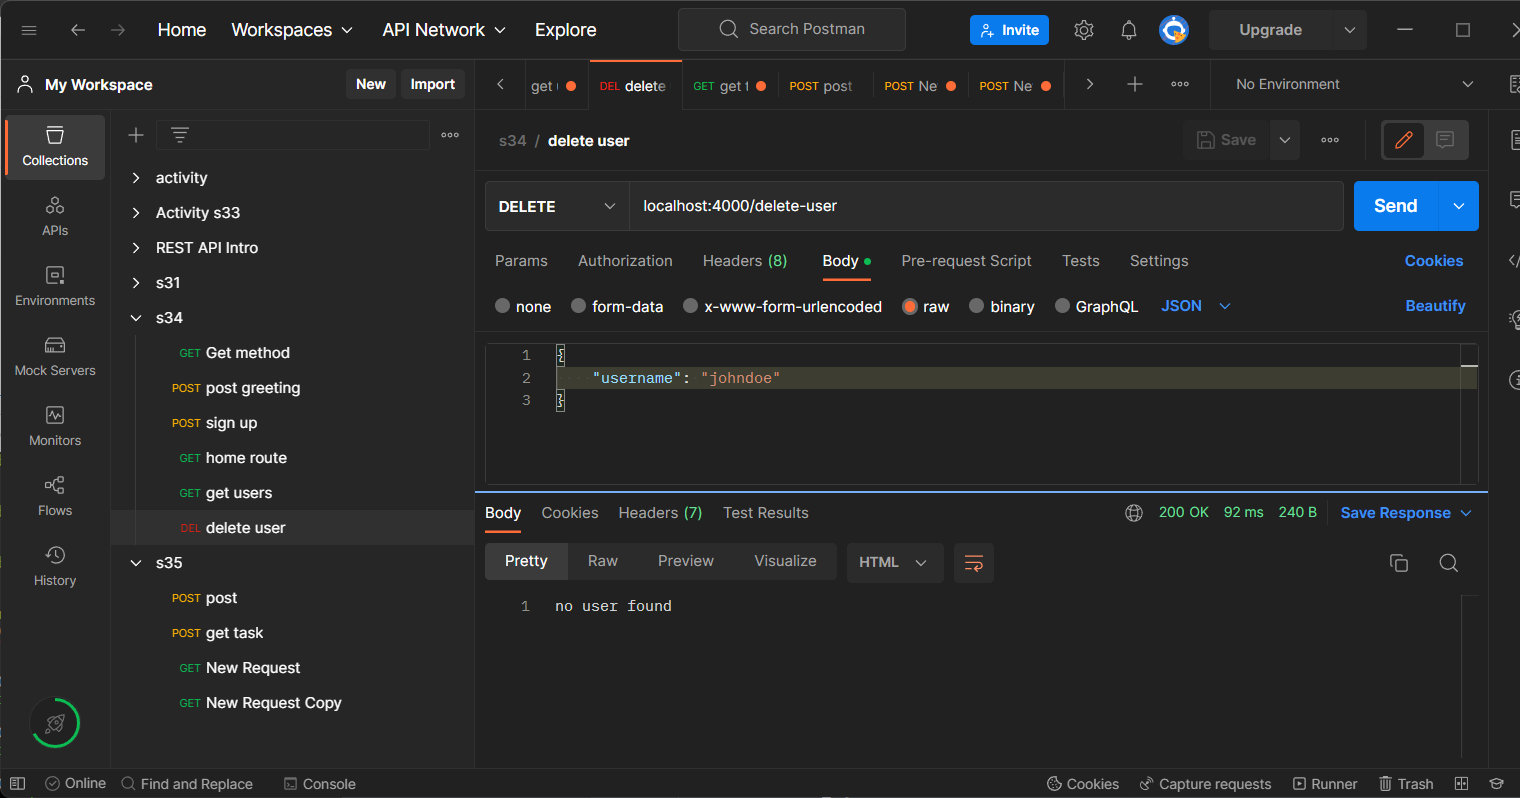 Home Workspaces API Network Explore Search Postman Invite Upgrade
My Workspace New Import
get DEL delete GET get t POST post POST Ne POST Ne No Environment
s34 / delete user Save
Collections
APIs
Environments
Mock Servers
Monitors
Flows
History
activity
Activity s33
REST API Intro
s31
s34
GET Get method
POST post greeting
POST sign up
GET home route
GET get users
DEL delete user
s35
POST post
POST get task
GET New Request
GET New Request Copy
DELETE localhost:4000/delete-user Send
Params Authorization Headers (8) Body Pre-request Script Tests Settings Cookies
none form-data x-www-form-urlencoded raw binary GraphQL JSON Beautify
1 {
2 "username": "johndoe"
3 }
Body Cookies Headers (7) Test Results 200 OK 92 ms 240 B Save Response
Pretty Raw Preview Visualize HTML
1 no user found
Online Find and Replace Console Cookies Capture requests Runner Trash